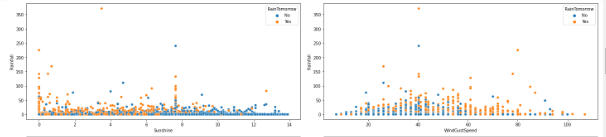 RainTomorrow
No
Yes
350
300
250
200
150
100
50
0
Rainfall
0
2
4
6
8
10
12
14
Sunshine
RainTomorrow
No
Yes
350
300
250
200
150
100
50
0
Rainfall
20
40
60
80
100
WindGustSpeed